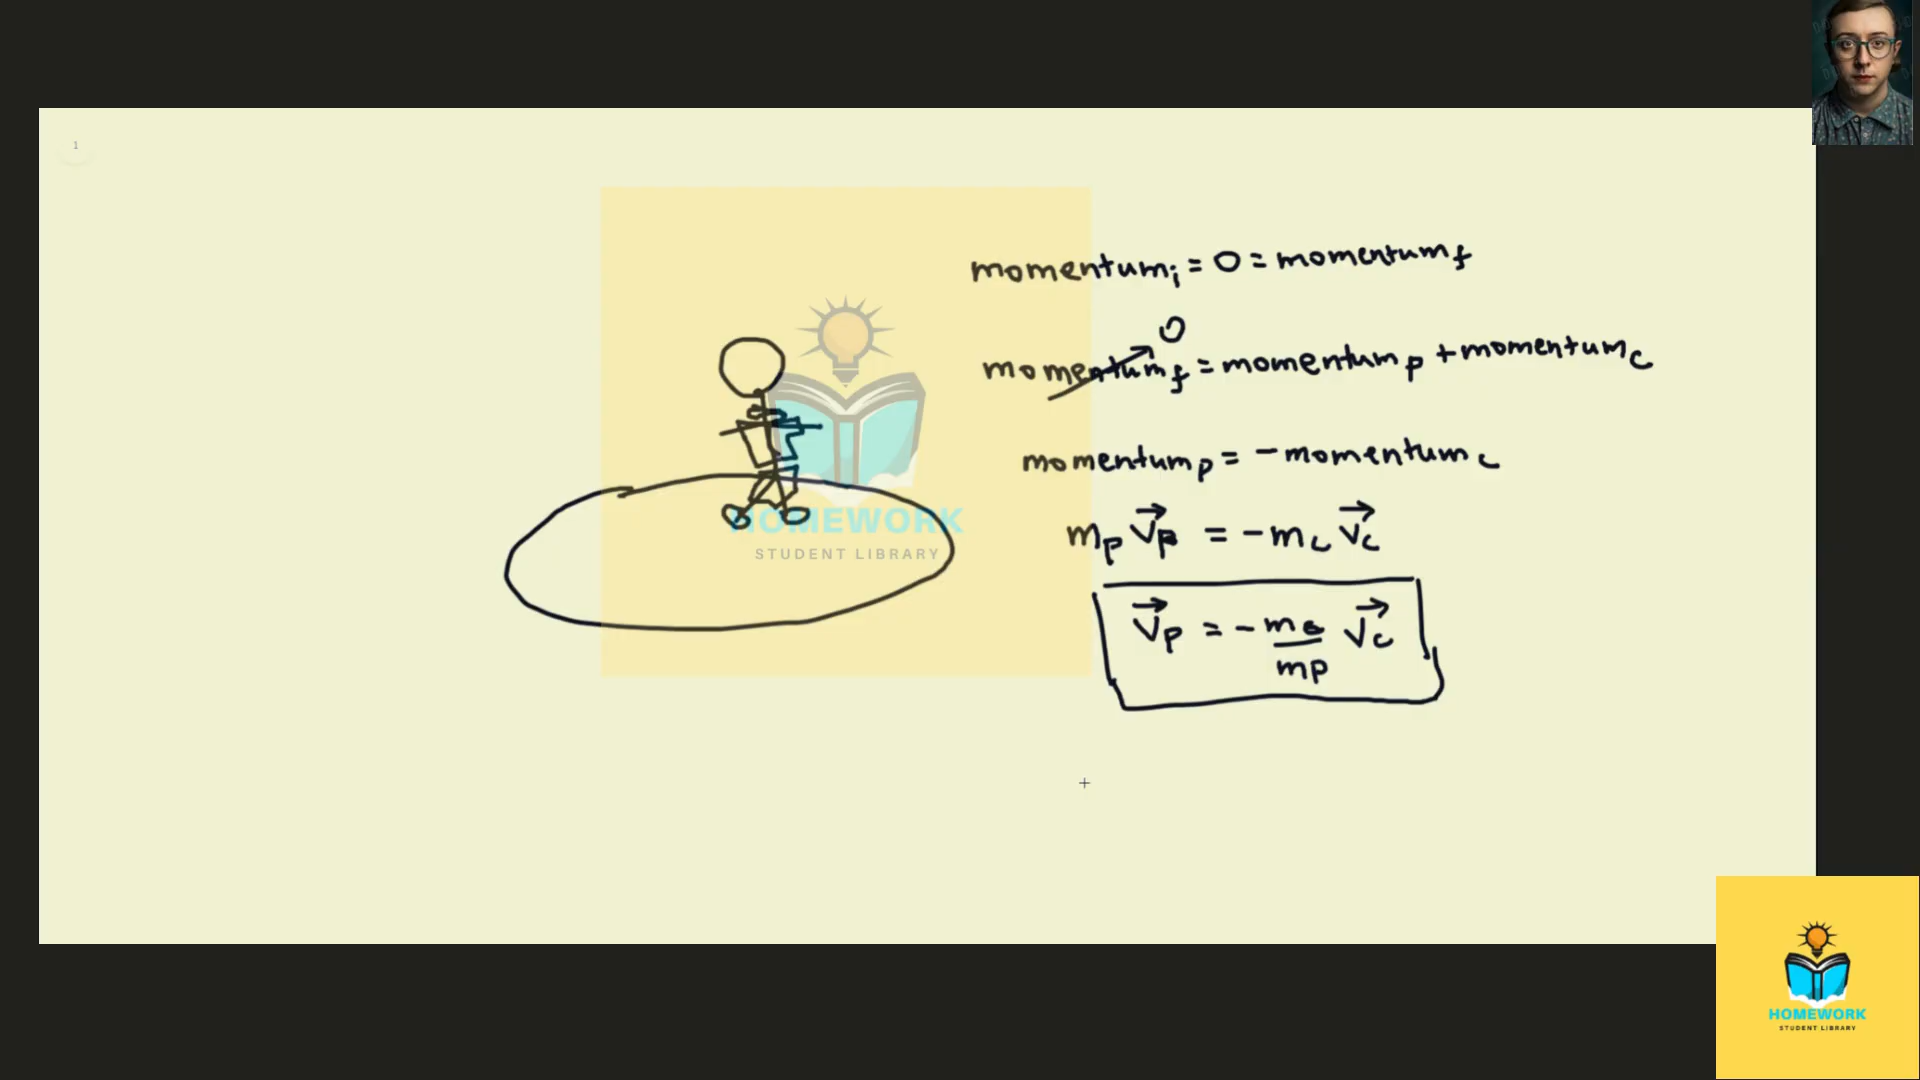 1
momentum_i = 0 = momentum_f
0
momentum_f = momentum_p + momentum_c
momentum_p = - momentum_c
m_p V⃗_p = - m_c V⃗_c
V⃗_p = - m_c / m_p V⃗_c
HOMEWORK
STUDENT LIBRARY
HOMEWORK
STUDENT LIBRARY